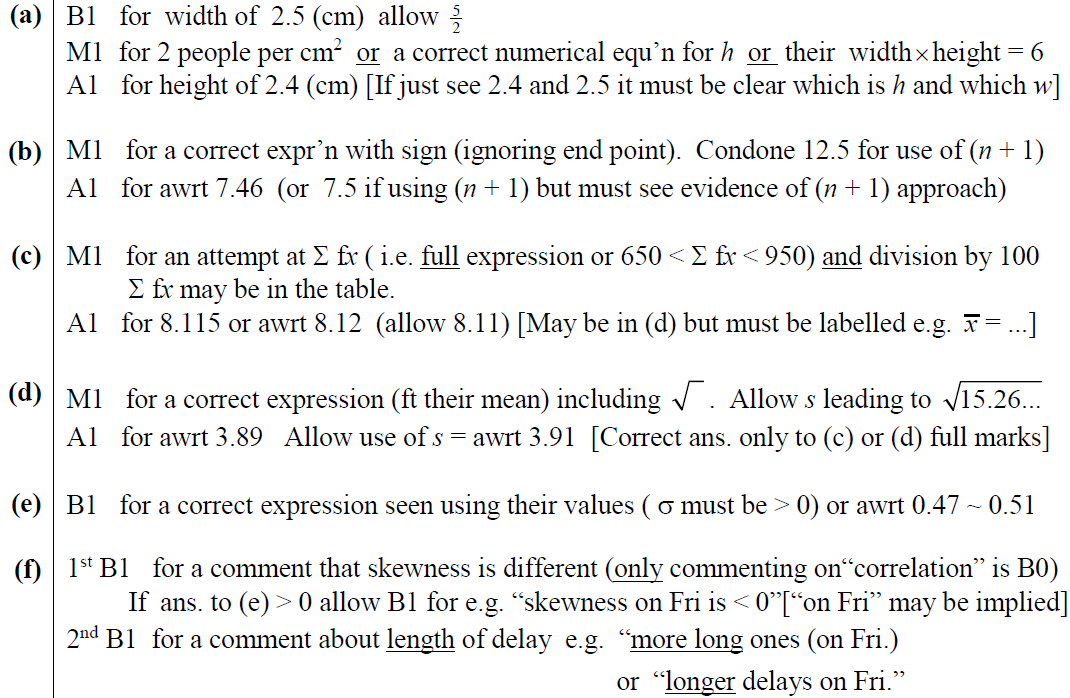 (a) B1 for width of 2.5 (cm) allow 5/2
M1 for 2 people per cm² or a correct numerical equ’n for h or their width×height = 6
A1 for height of 2.4 (cm) [If just see 2.4 and 2.5 it must be clear which is h and which w]
(b) M1 for a correct expr’n with sign (ignoring end point). Condone 12.5 for use of (n + 1)
A1 for awrt 7.46 (or 7.5 if using (n + 1) but must see evidence of (n + 1) approach)
(c) M1 for an attempt at Σ fx ( i.e. full expression or 650 < Σ fx < 950) and division by 100
Σ fx may be in the table.
A1 for 8.115 or awrt 8.12 (allow 8.11) [May be in (d) but must be labelled e.g. x̄ = ...]
(d) M1 for a correct expression (ft their mean) including √ . Allow s leading to √15.26...
A1 for awrt 3.89 Allow use of s = awrt 3.91 [Correct ans. only to (c) or (d) full marks]
(e) B1 for a correct expression seen using their values ( σ must be > 0) or awrt 0.47 ~ 0.51
(f) 1st B1 for a comment that skewness is different (only commenting on“correlation” is B0)
If ans. to (e) > 0 allow B1 for e.g. “skewness on Fri is < 0”[“on Fri” may be implied]
2nd B1 for a comment about length of delay e.g. “more long ones (on Fri.)
or “longer delays on Fri.”